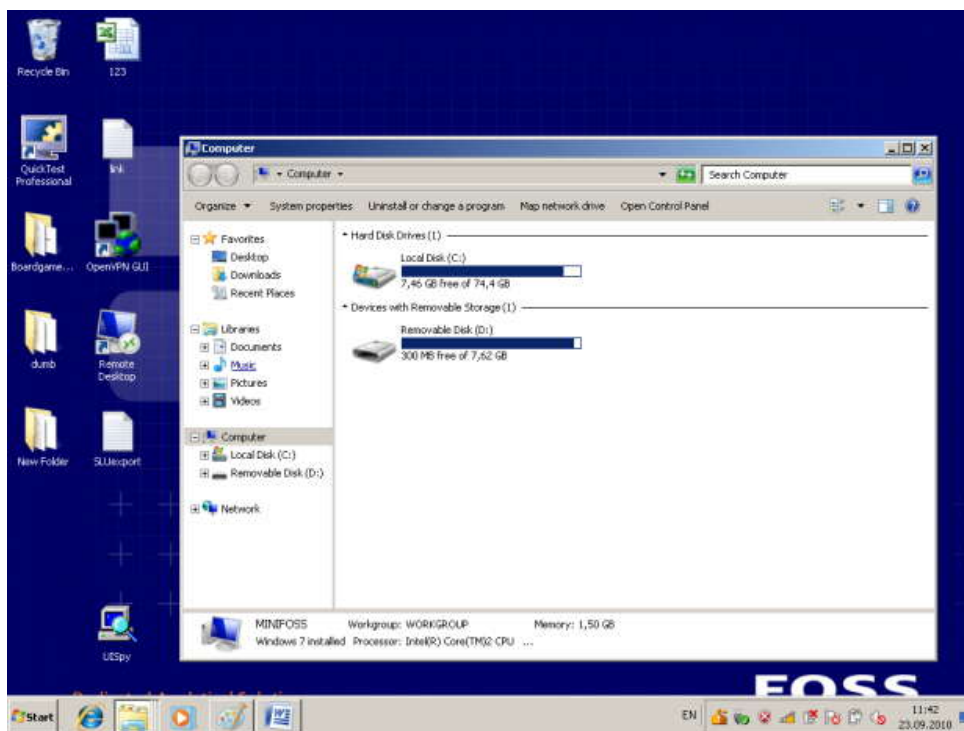 Recycle Bin
123
QuickTest
Professional
link
Boardgame...
OpenVPN GUI
dumb
Remote
Desktop
New Folder
SLUexport
UISpy
Computer
Computer
Search Computer
Organize
System properties
Uninstall or change a program
Map network drive
Open Control Panel
Favorites
Desktop
Downloads
Recent Places
Libraries
Documents
Music
Pictures
Videos
Computer
Local Disk (C:)
Removable Disk (D:)
Network
Hard Disk Drives (1)
Local Disk (C:)
7,46 GB free of 74,4 GB
Devices with Removable Storage (1)
Removable Disk (D:)
300 MB free of 7,62 GB
MINIFOSS Workgroup: WORKGROUP Memory: 1,50 GB
Windows 7 installed Processor: Intel(R) Core(TM)2 CPU ...
FOSS
Start
EN
11:42
23.09.2010